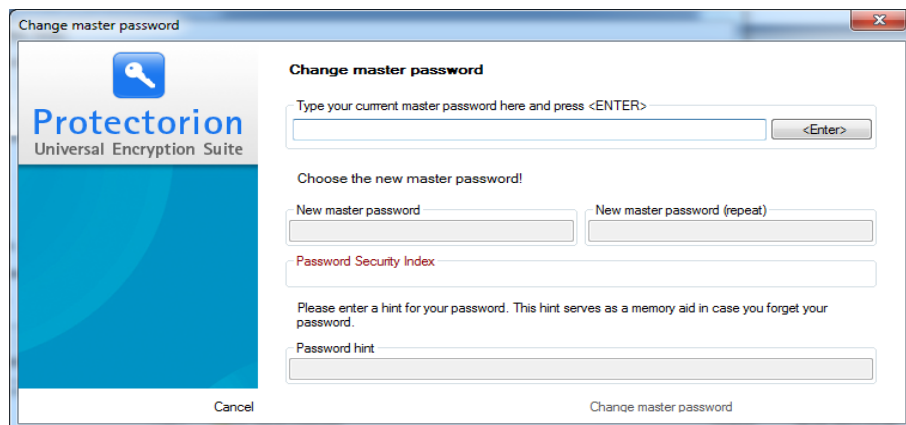 Change master password
Protectorion
Universal Encryption Suite
Change master password
Type your currrent master password here and press <ENTER>
<Enter>
Choose the new master password!
New master password
New master password (repeat)
Password Security Index
Please enter a hint for your password. This hint serves as a memory aid in case you forget your
password.
Password hint
Cancel
Change master password